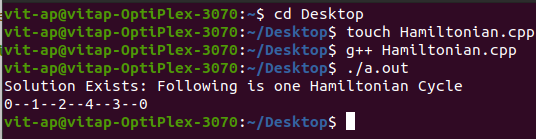 vit-ap@vitap-OptiPlex-3070:~$ cd Desktop
vit-ap@vitap-OptiPlex-3070:~/Desktop$ touch Hamiltonian.cpp
vit-ap@vitap-OptiPlex-3070:~/Desktop$ g++ Hamiltonian.cpp
vit-ap@vitap-OptiPlex-3070:~/Desktop$ ./a.out
Solution Exists: Following is one Hamiltonian Cycle
0--1--2--4--3--0
vit-ap@vitap-OptiPlex-3070:~/Desktop$